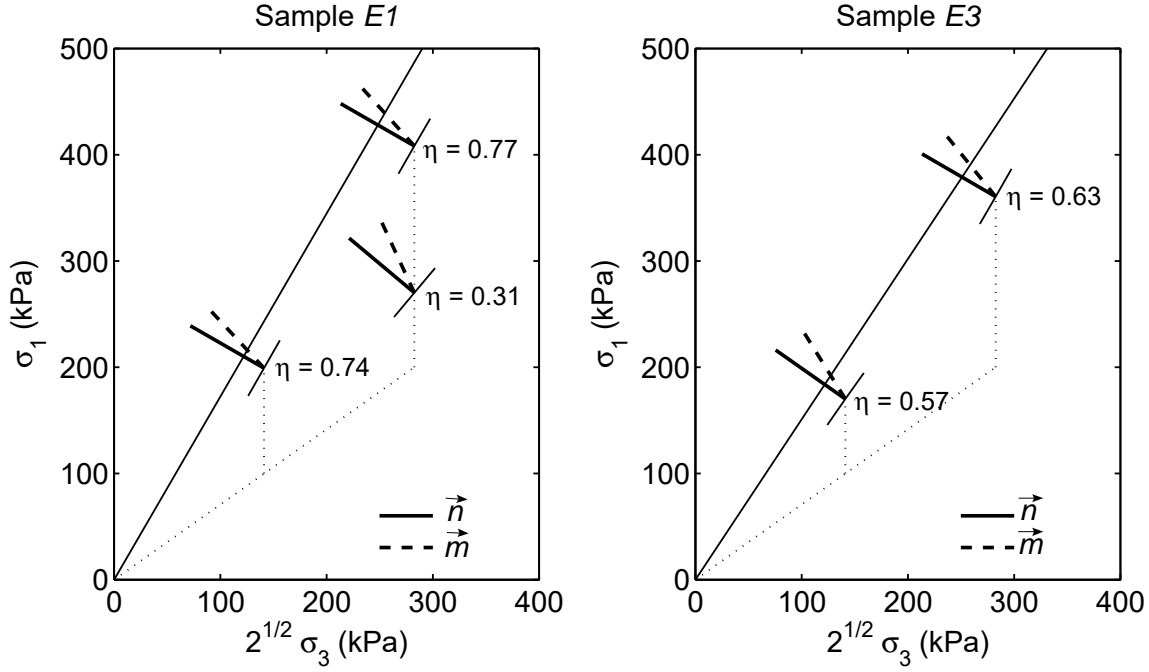 Sample E1
500
400
300
200
100
0
0 100 200 300 400
σ₁ (kPa)
2^{1/2} σ₃ (kPa)
η = 0.77
η = 0.31
η = 0.74
n⃗
m⃗
Sample E3
500
400
300
200
100
0
0 100 200 300 400
σ₁ (kPa)
2^{1/2} σ₃ (kPa)
η = 0.63
η = 0.57
n⃗
m⃗